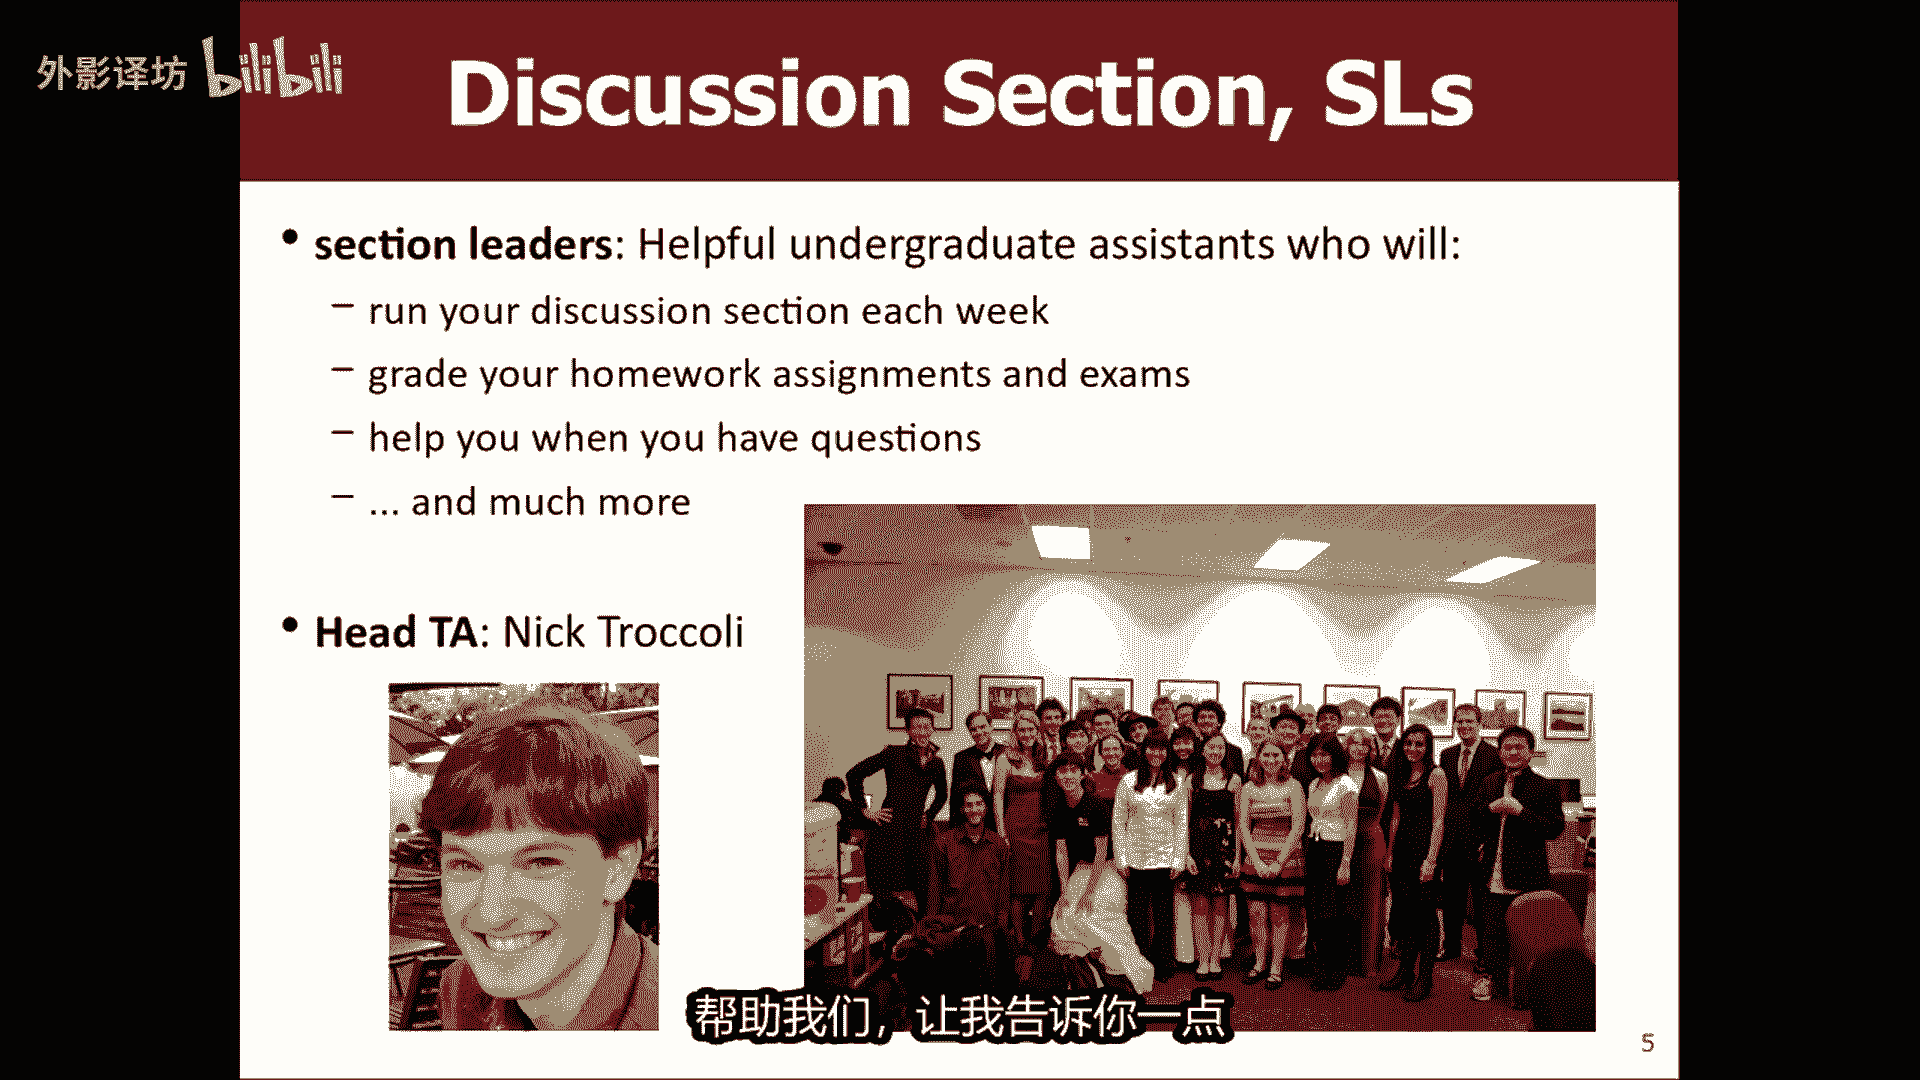 外影译坊 bilibili
Discussion Section, SLs
• section leaders: Helpful undergraduate assistants who will:
– run your discussion section each week
– grade your homework assignments and exams
– help you when you have questions
– ... and much more
• Head TA: Nick Troccoli
帮助我们，让我告诉你一点
5